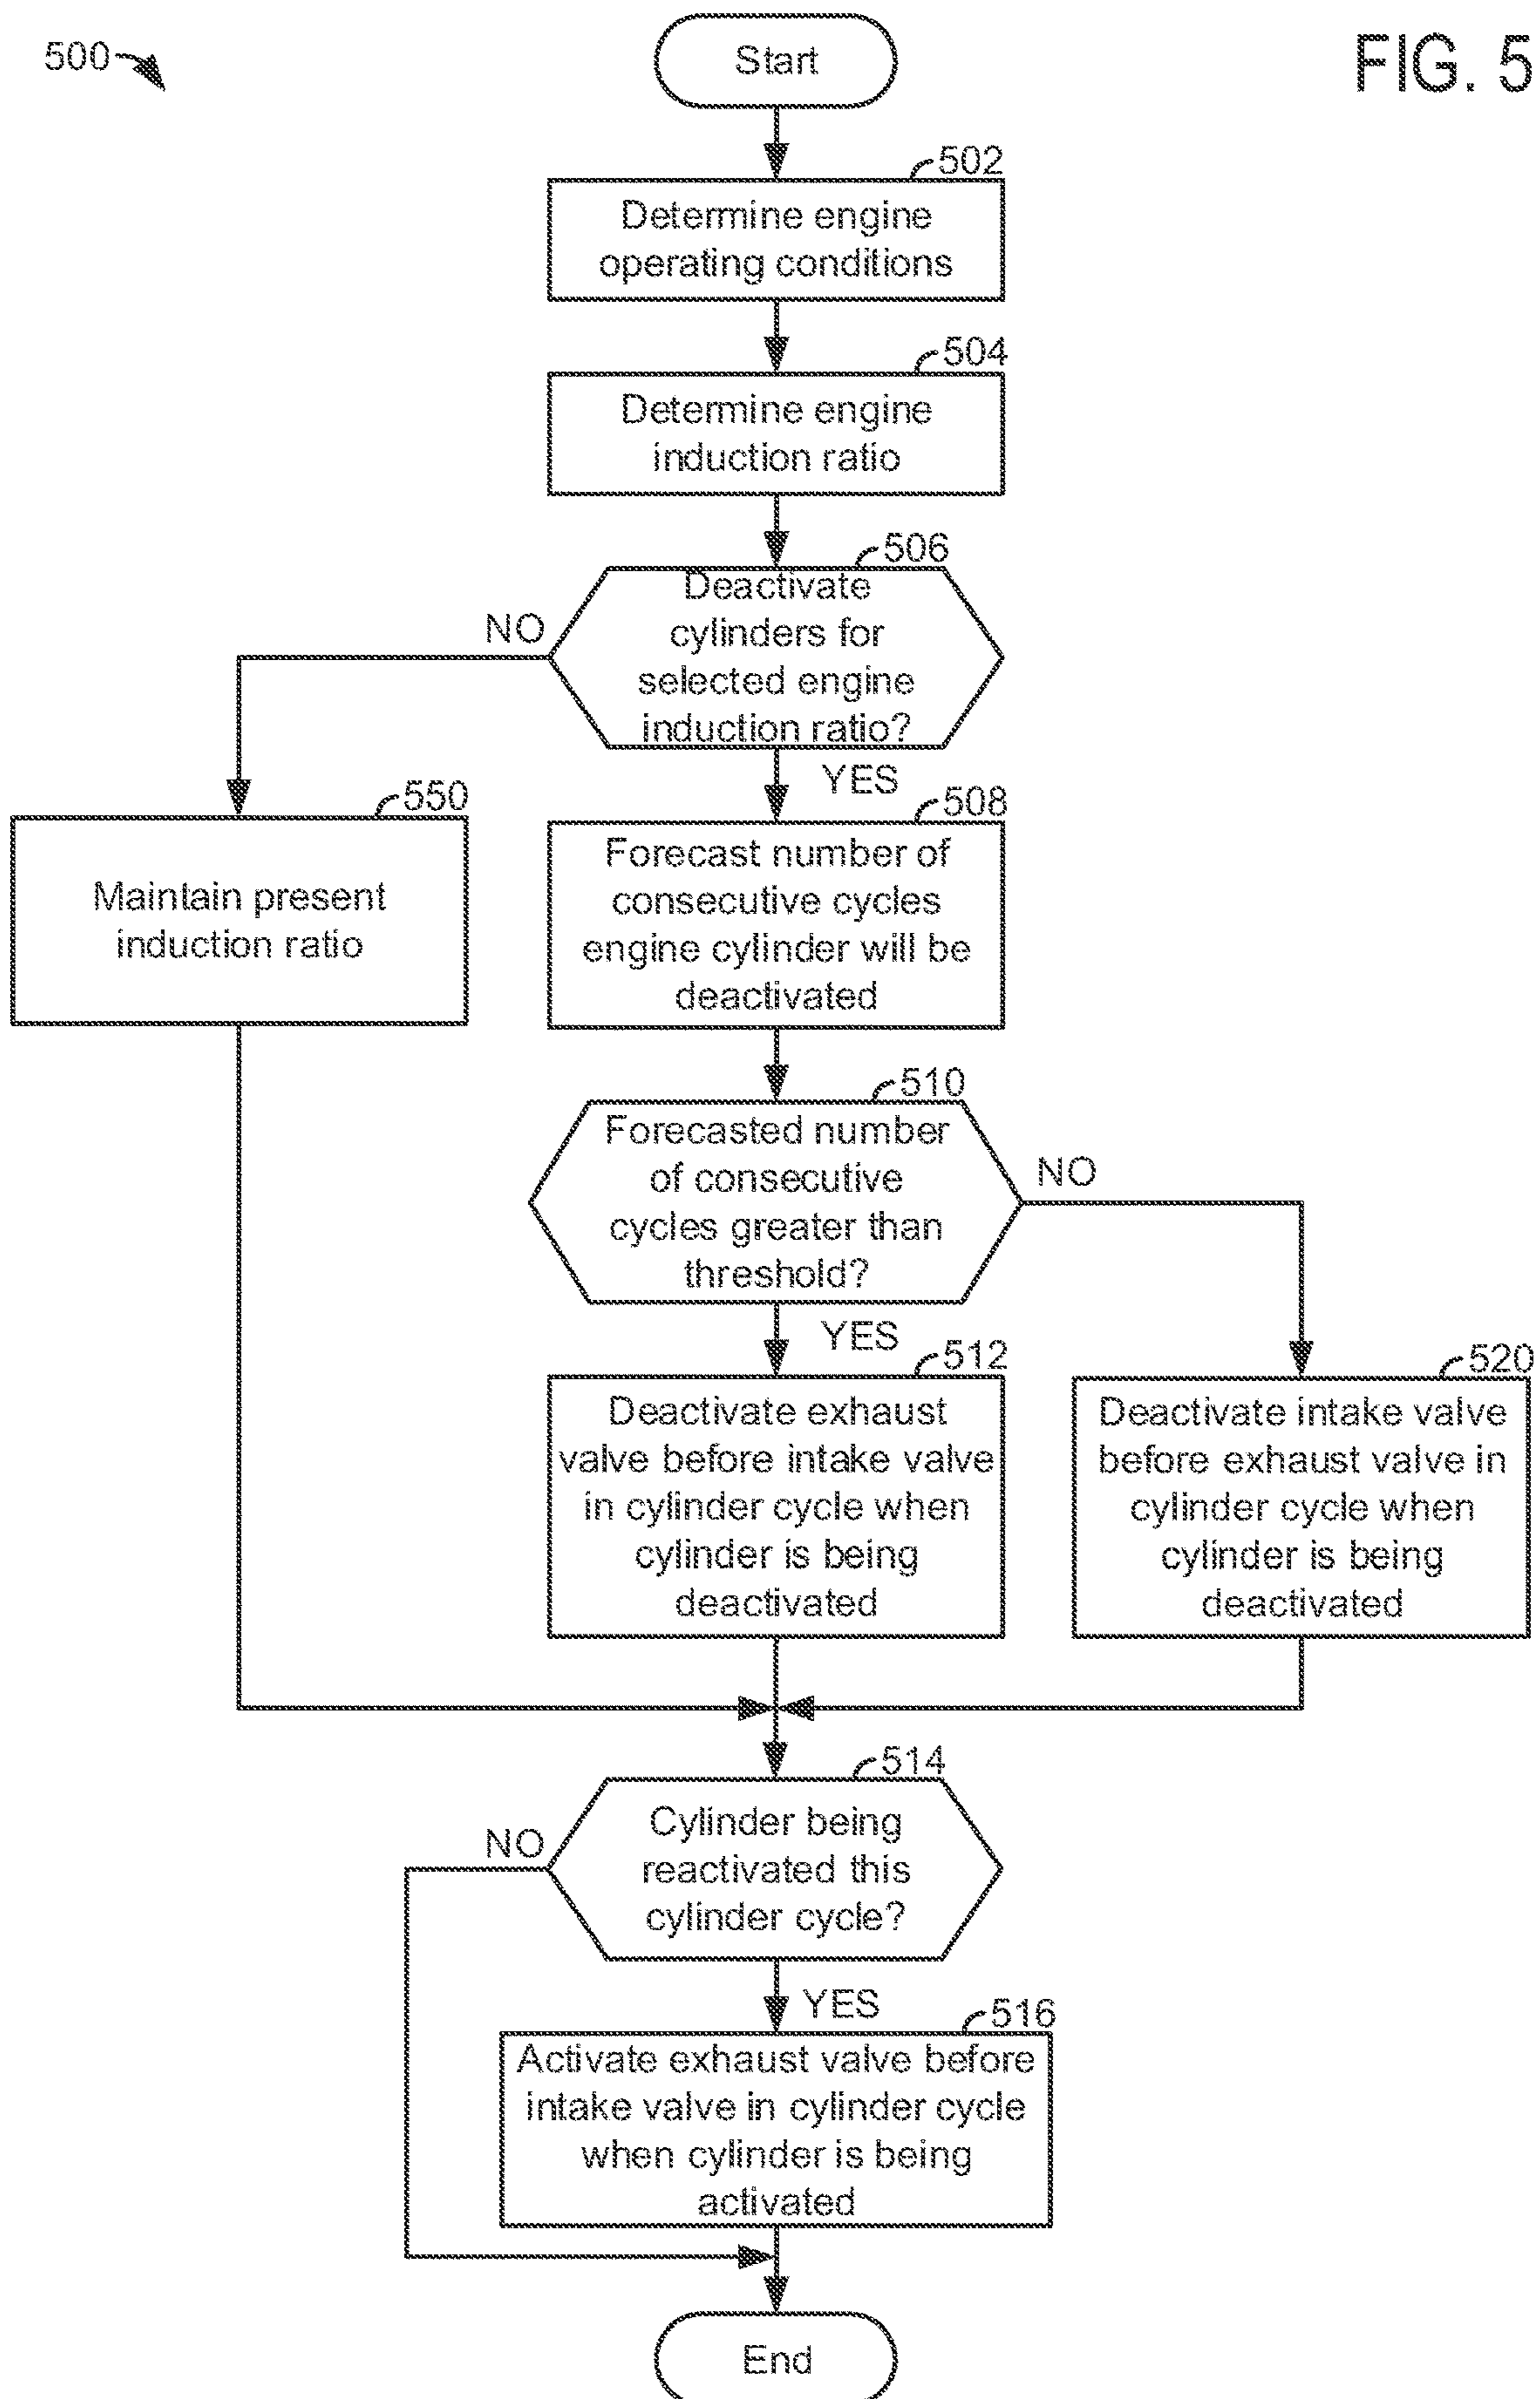 500
FIG. 5
Start
502
Determine engine
operating conditions
504
Determine engine
induction ratio
506
Deactivate
cylinders for
selected engine
induction ratio?
NO
YES
550
Maintain present
induction ratio
508
Forecast number of
consecutive cycles
engine cylinder will be
deactivated
510
Forecasted number
of consecutive
cycles greater than
threshold?
NO
YES
512
Deactivate exhaust
valve before intake valve
in cylinder cycle when
cylinder is being
deactivated
520
Deactivate intake valve
before exhaust valve in
cylinder cycle when
cylinder is being
deactivated
514
Cylinder being
reactivated this
cylinder cycle?
NO
YES
516
Activate exhaust valve before
intake valve in cylinder cycle
when cylinder is being
activated
End